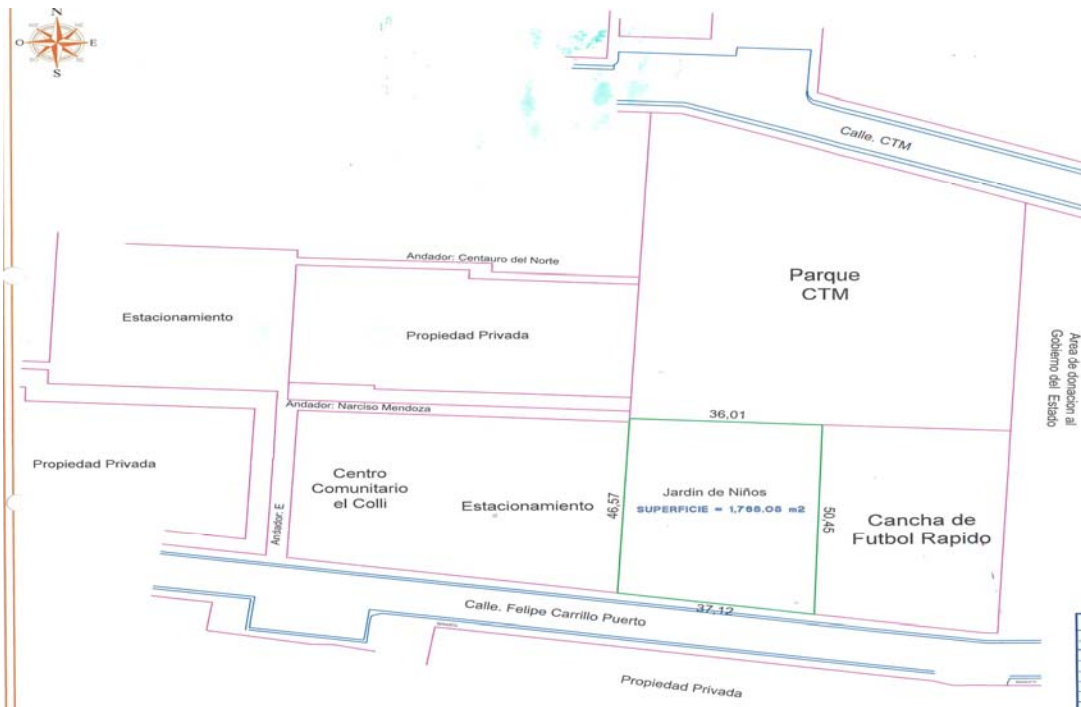 N
O
E
S
Calle. CTM
Andador: Centauro del Norte
Parque
CTM
Estacionamiento
Propiedad Privada
Area de donacion al
Gobierno del Estado
Andador: Narciso Mendoza
36,01
Propiedad Privada
Centro
Comunitario
el Colli
Estacionamiento
46,57
Jardin de Niños
SUPERFICIE = 1,768.08 m2
50,45
Cancha de
Futbol Rapido
Andador: E
37,12
Calle. Felipe Carrillo Puerto
Propiedad Privada